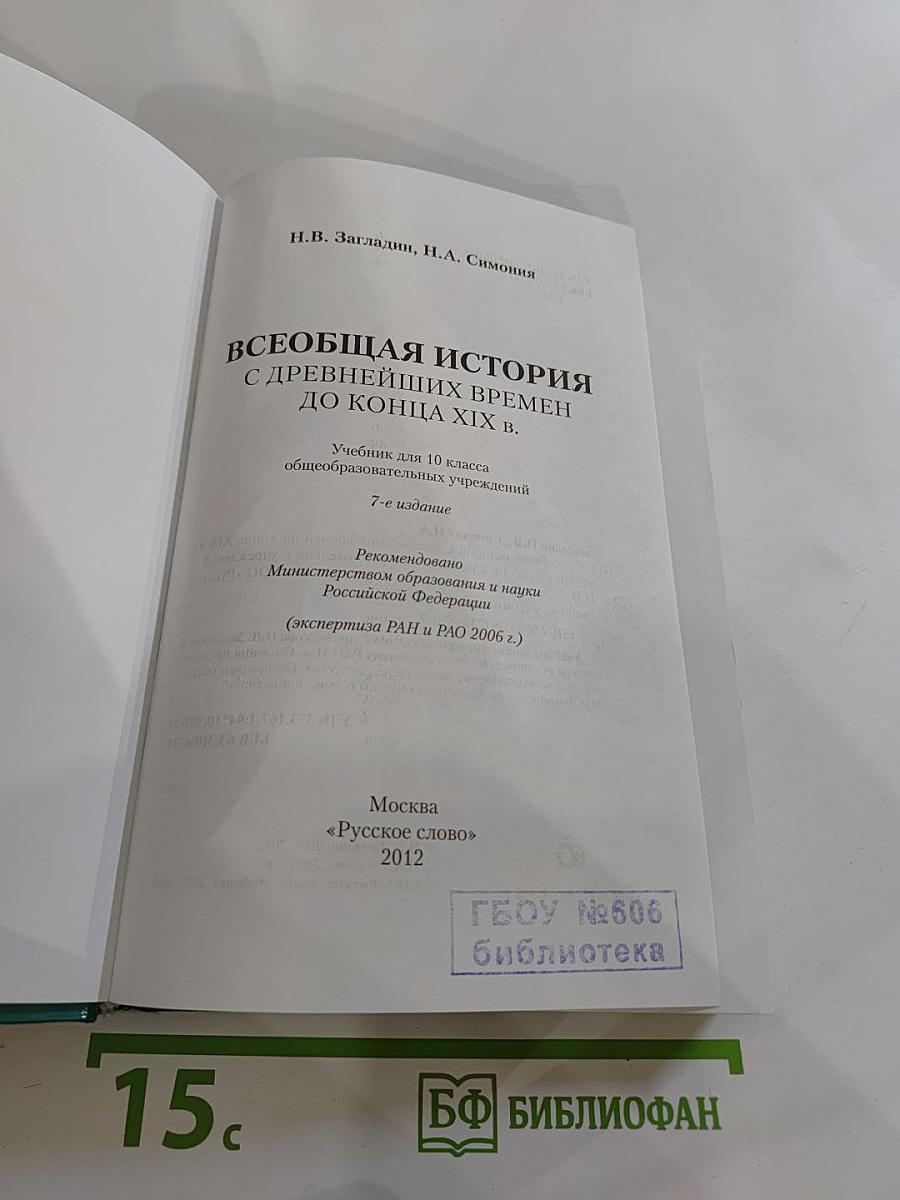 Н.В. Загладин, Н.А. Симония
ВСЕОБЩАЯ ИСТОРИЯ
С ДРЕВНЕЙШИХ ВРЕМЕН
ДО КОНЦА XIX в.
Учебник для 10 класса
общеобразовательных учреждений
7-е издание
Рекомендовано
Министерством образования и науки
Российской Федерации
(экспертиза РАН и РАО 2006 г.)
Москва
«Русское слово»
2012
ГБОУ №606
библиотека
15 с
БФ БИБЛИОФАН